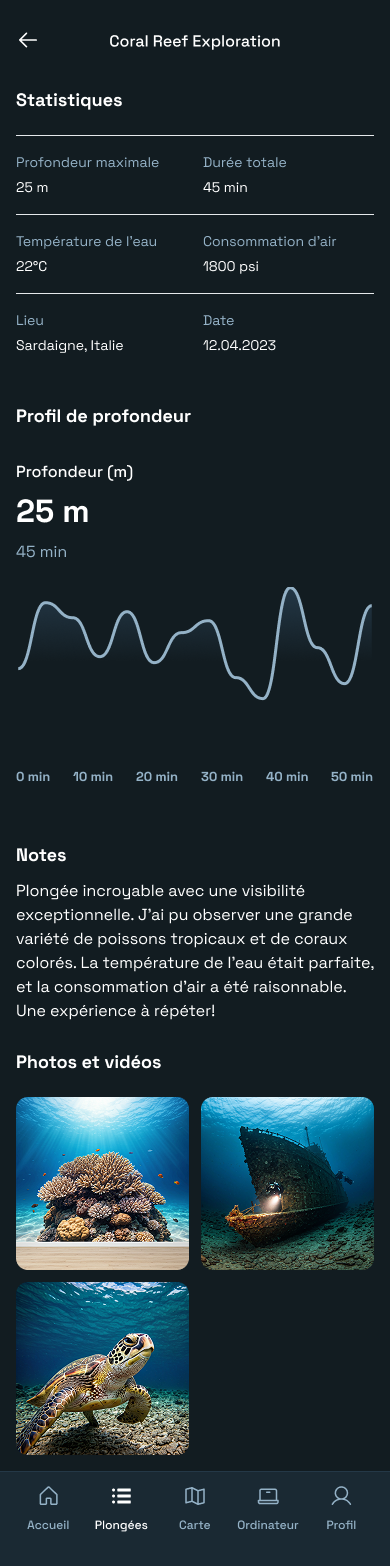 Coral Reef Exploration
Statistiques
Profondeur maximale
Durée totale
25 m
45 min
Température de l'eau
Consommation d'air
22°C
1800 psi
Lieu
Date
Sardaigne, Italie
12.04.2023
Profil de profondeur
Profondeur (m)
25 m
45 min
0 min 10 min 20 min 30 min 40 min 50 min
Notes
Plongée incroyable avec une visibilité
exceptionnelle. J'ai pu observer une grande
variété de poissons tropicaux et de coraux
colorés. La température de l'eau était parfaite,
et la consommation d'air a été raisonnable.
Une expérience à répéter!
Photos et vidéos
Accueil Plongées Carte Ordinateur Profil